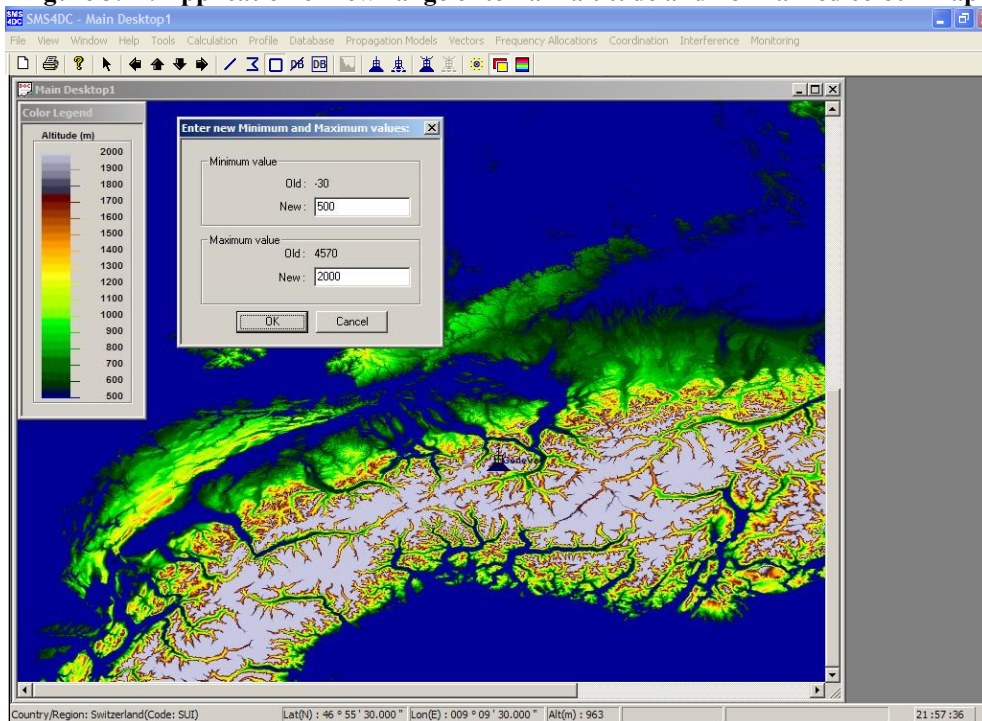 SMS4DC - Main Desktop1
File View Window Help Tools Calculation Profile Database Propagation Models Vectors Frequency Allocations Coordination Interference Monitoring
DB DB
Main Desktop1
Color Legend
Altitude (m)
2000
1900
1800
1700
1600
1500
1400
1300
1200
1100
1000
900
800
700
600
500
Enter new Minimum and Maximum values:
Minimum value
Old : -30
New : 500
Maximum value
Old : 4570
New : 2000
OK Cancel
Country/Region: Switzerland(Code: SUI) Lat(N) : 46 ° 55 ' 30.000 " Lon(E) : 009 ° 09 ' 30.000 " Alt(m) : 963 21:57:36